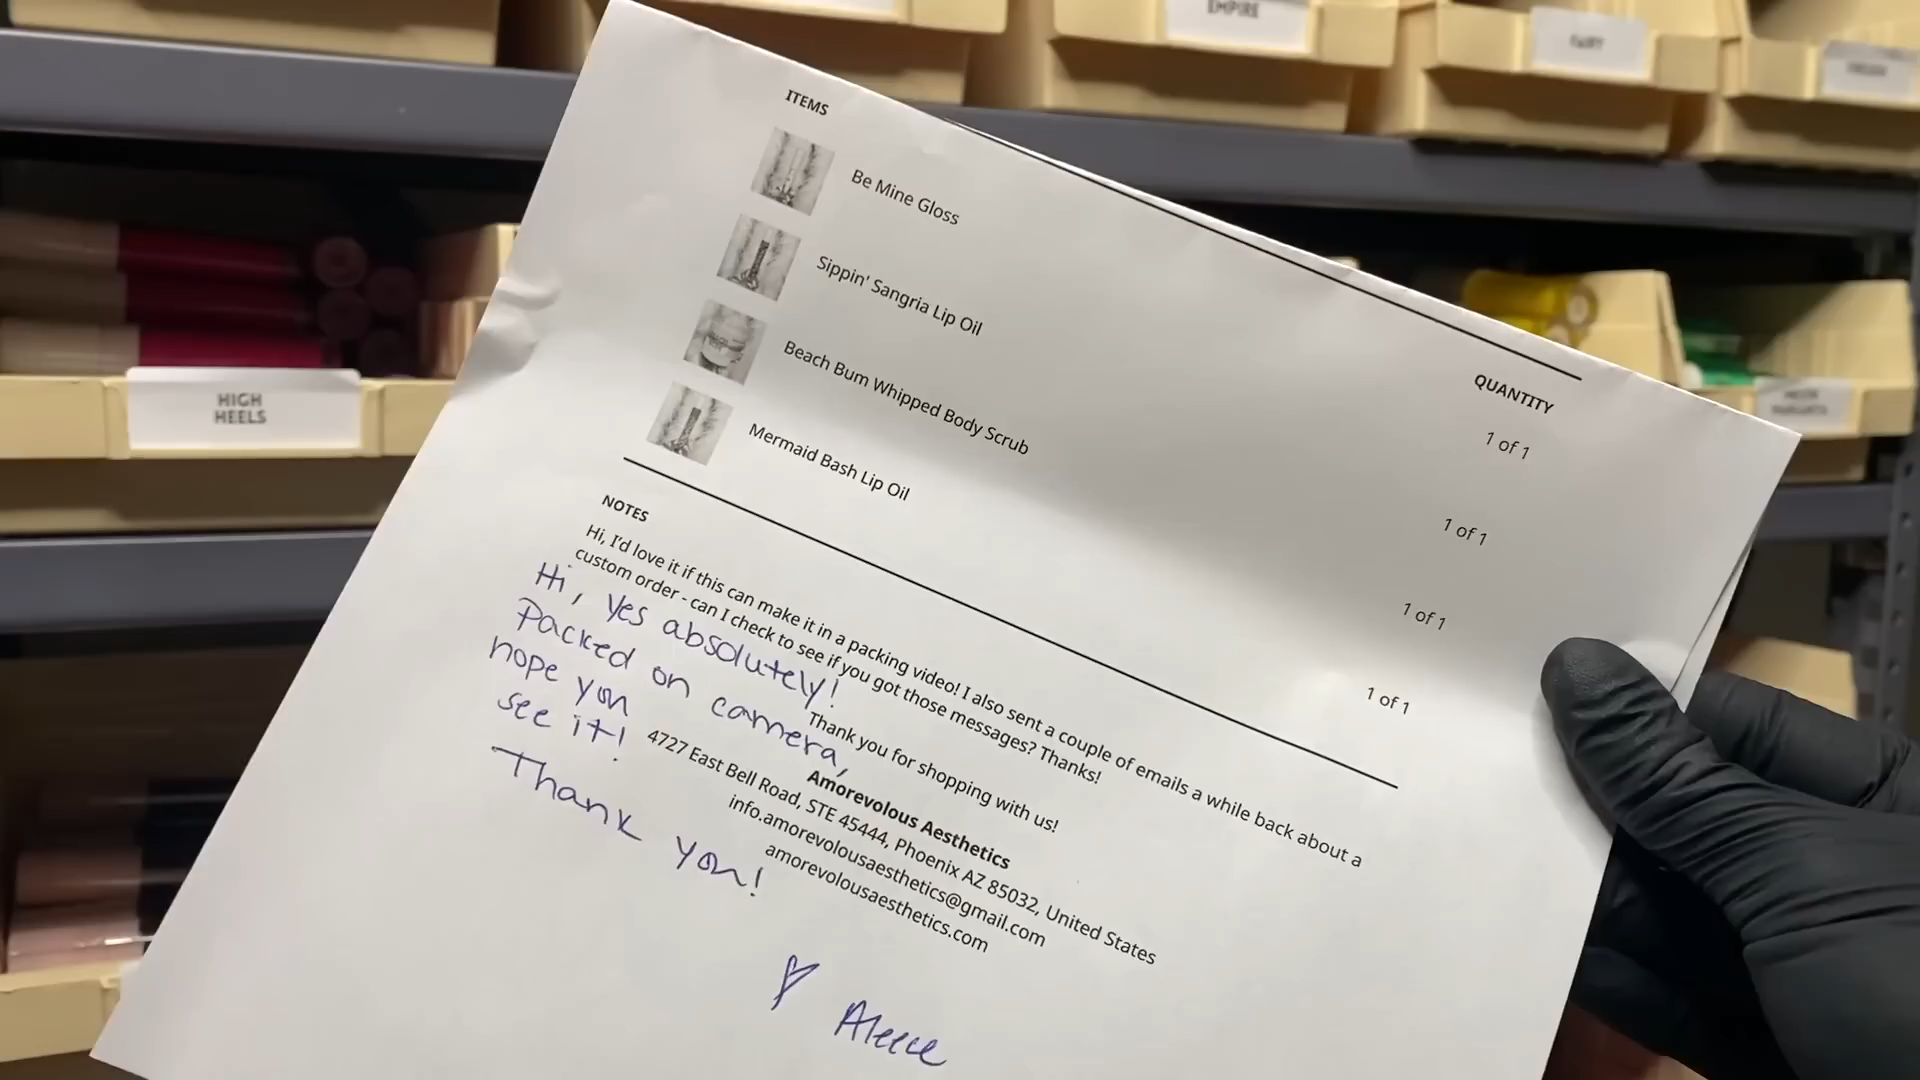 EMPIRE
FAIRY
HIGH
HEELS
ITEMS
QUANTITY
Be Mine Gloss
1 of 1
Sippin' Sangria Lip Oil
1 of 1
Beach Bum Whipped Body Scrub
1 of 1
Mermaid Bash Lip Oil
1 of 1
NOTES
Hi, I'd love it if this can make it in a packing video! I also sent a couple of emails a while back about a
custom order - can I check to see if you got those messages? Thanks!
Hi, yes absolutely!
Packed on camera,
hope you
see it!
Thank you!
Thank you for shopping with us!
Amorevolous Aesthetics
4727 East Bell Road, STE 45444, Phoenix AZ 85032, United States
info.amorevolousaesthetics@gmail.com
amorevolousaesthetics.com
Aleece